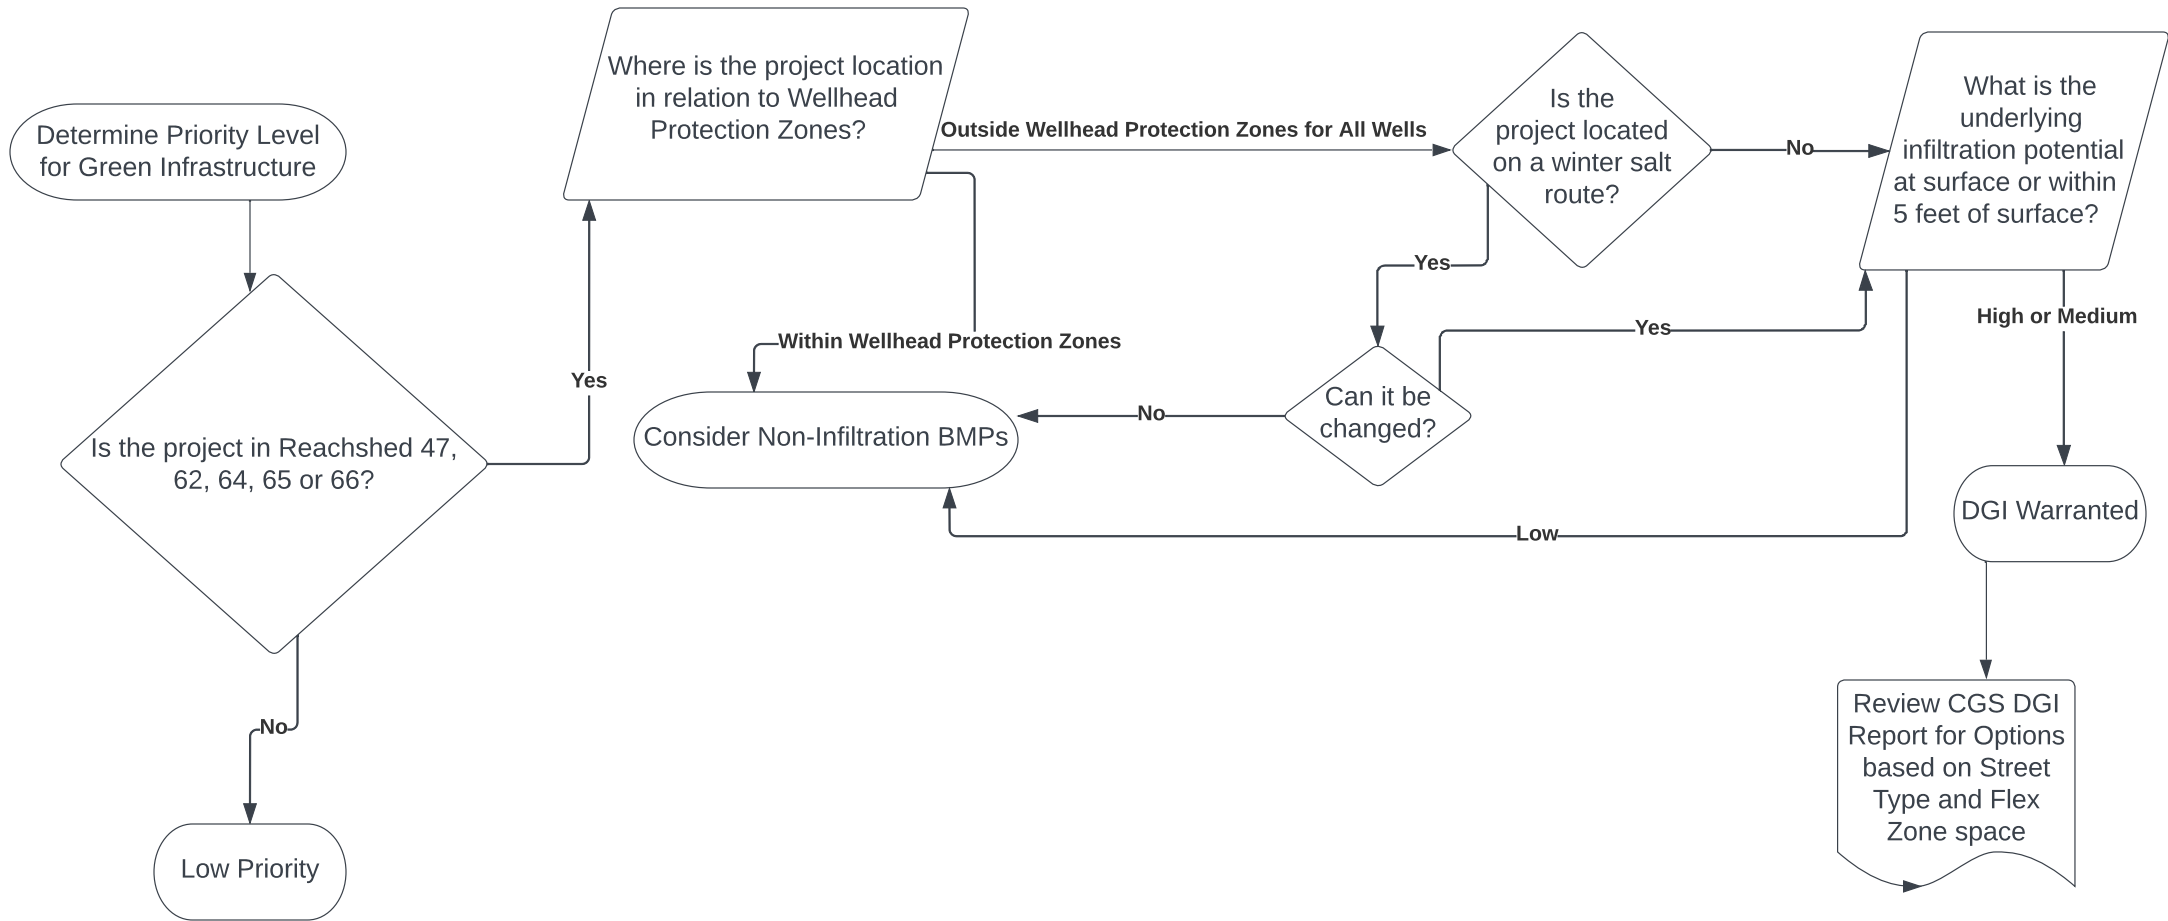 Determine Priority Level
for Green Infrastructure
Is the project in Reachshed 47,
62, 64, 65 or 66?
No
Low Priority
Yes
Where is the project location
in relation to Wellhead
Protection Zones?
Outside Wellhead Protection Zones for All Wells
Within Wellhead Protection Zones
Consider Non-Infiltration BMPs
Is the
project located
on a winter salt
route?
Yes
No
Can it be
changed?
No
Yes
What is the
underlying
infiltration potential
at surface or within
5 feet of surface?
Low
High or Medium
DGI Warranted
Review CGS DGI
Report for Options
based on Street
Type and Flex
Zone space